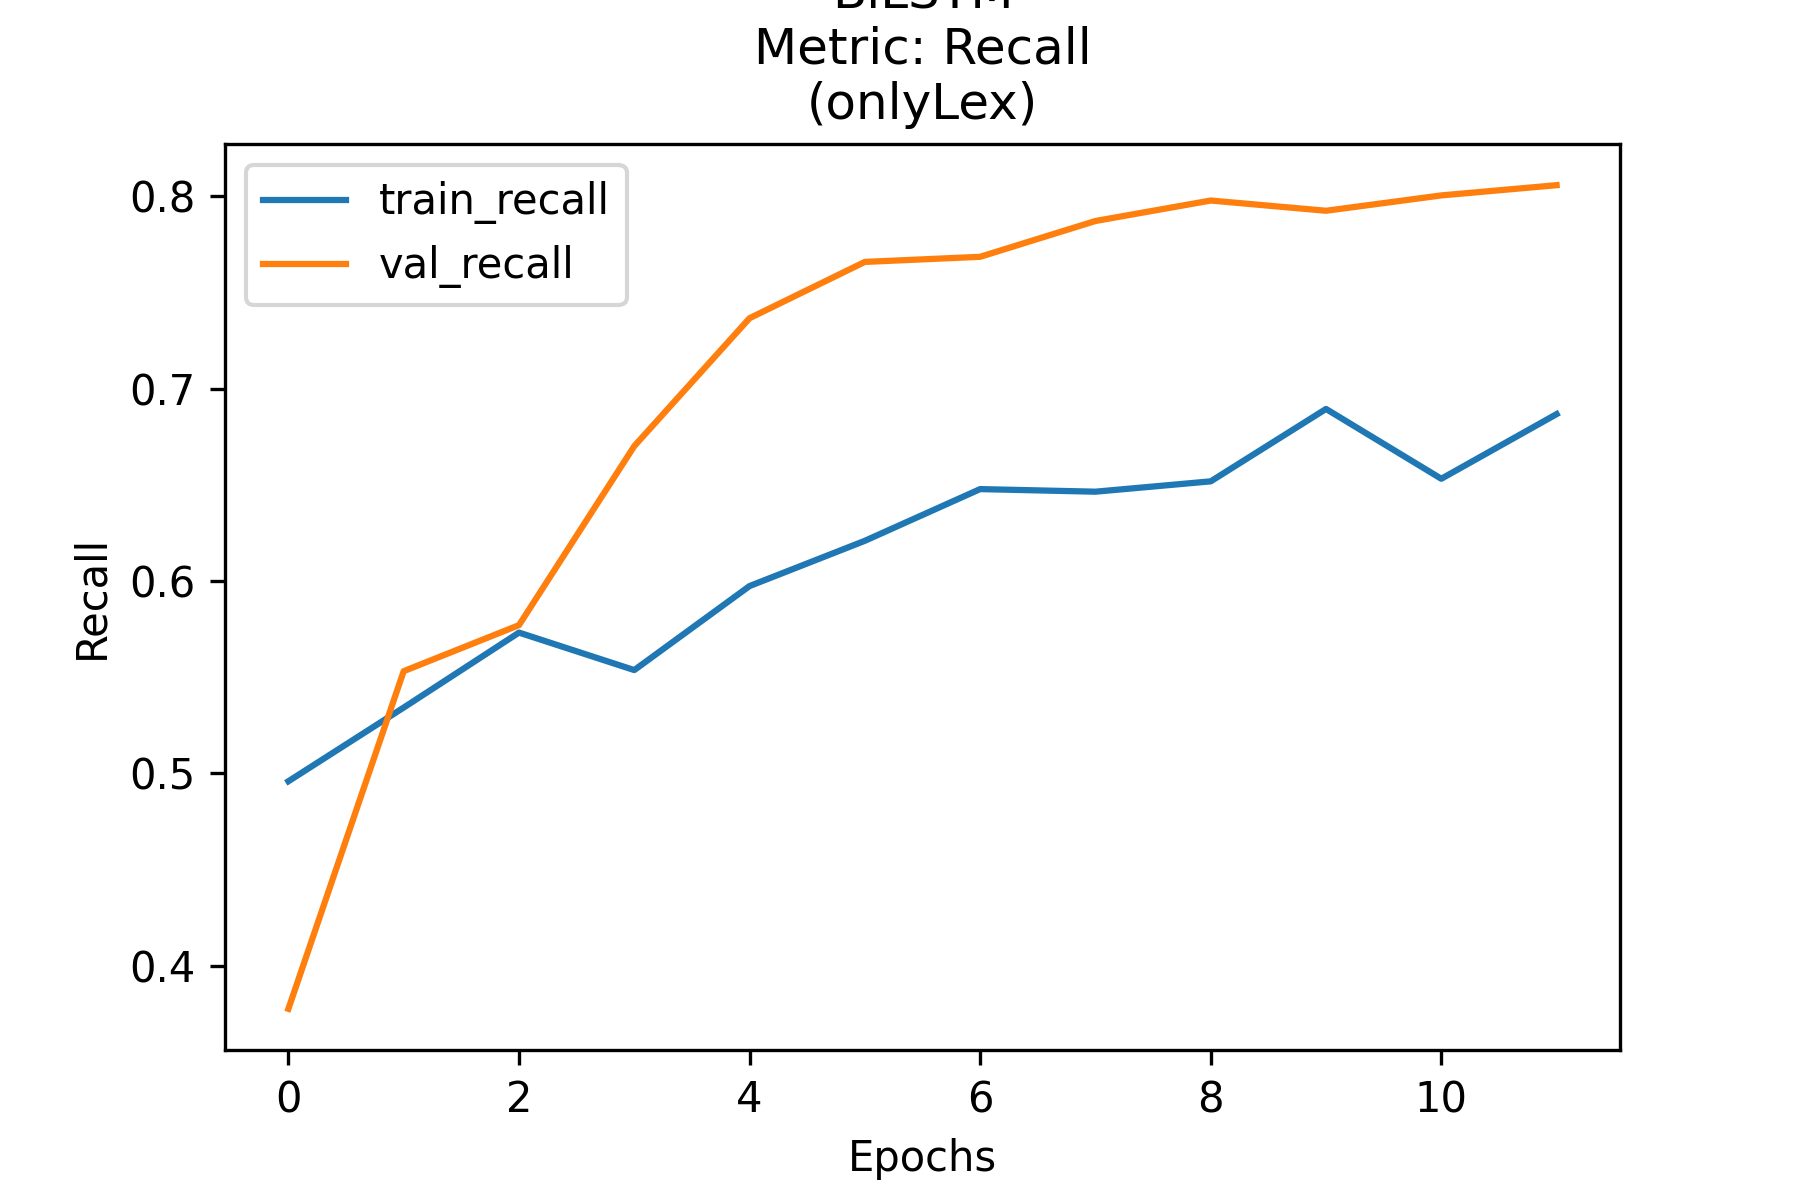 BiLSTM
Metric: Recall
(onlyLex)
train_recall
val_recall
0.8
0.7
0.6
0.5
0.4
Recall
0 2 4 6 8 10
Epochs